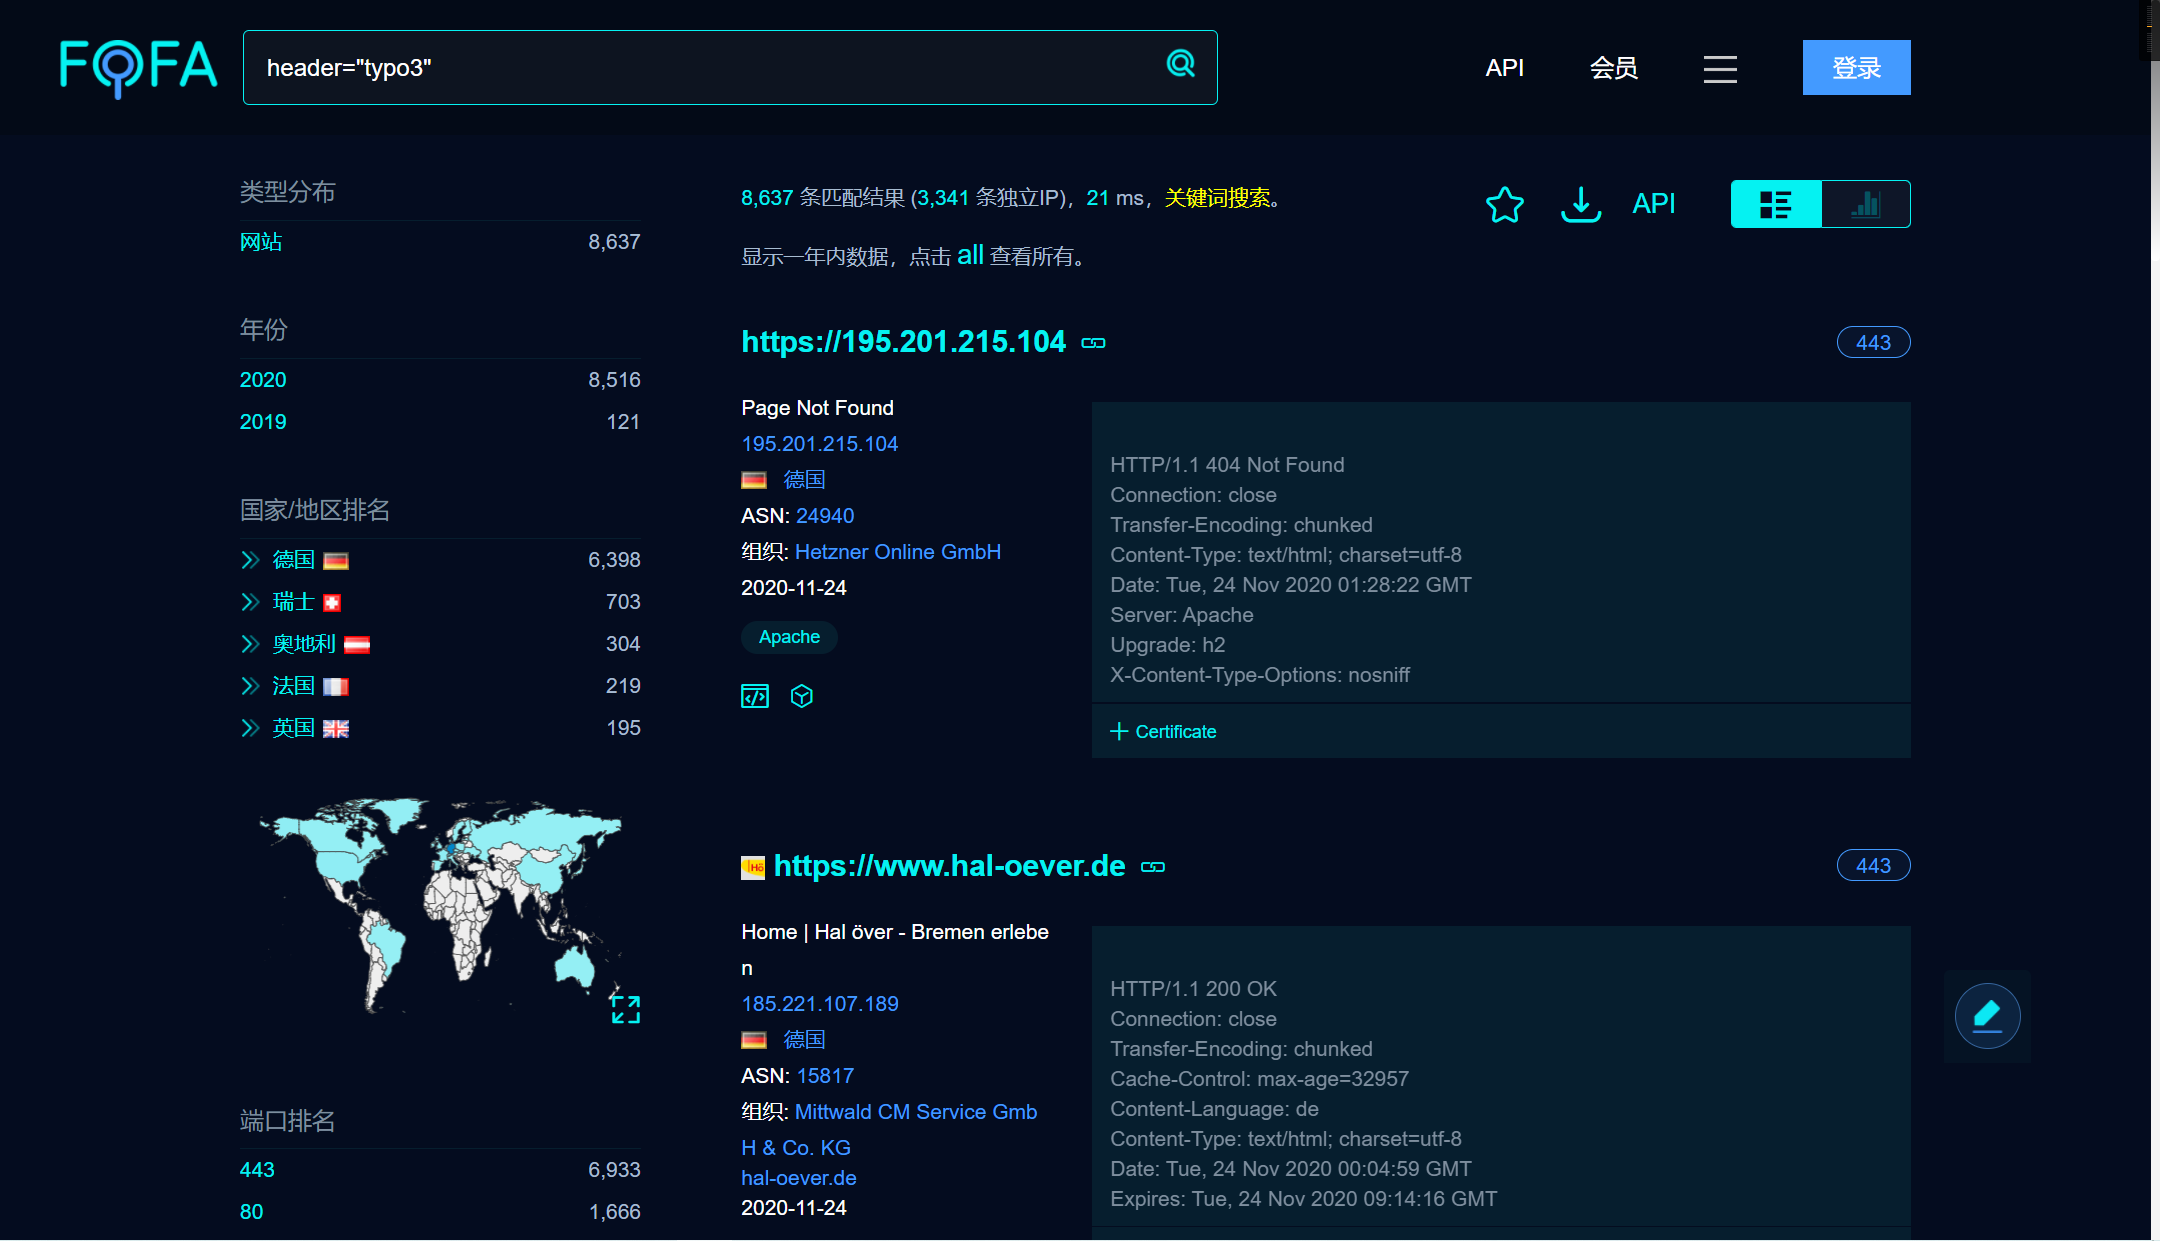 FOFA
header="typo3"
API
会员
登录
类型分布
网站 8,637
年份
2020 8,516
2019 121
国家/地区排名
德国 6,398
瑞士 703
奥地利 304
法国 219
英国 195
端口排名
443 6,933
80 1,666
8,637 条匹配结果 (3,341 条独立IP)，21 ms，关键词搜索。
API
显示一年内数据，点击 all 查看所有。
https://195.201.215.104
443
Page Not Found
195.201.215.104
德国
ASN: 24940
组织: Hetzner Online GmbH
2020-11-24
Apache
HTTP/1.1 404 Not Found
Connection: close
Transfer-Encoding: chunked
Content-Type: text/html; charset=utf-8
Date: Tue, 24 Nov 2020 01:28:22 GMT
Server: Apache
Upgrade: h2
X-Content-Type-Options: nosniff
Certificate
Hö https://www.hal-oever.de
443
Home | Hal över - Bremen erlebe
n
185.221.107.189
德国
ASN: 15817
组织: Mittwald CM Service Gmb
H & Co. KG
hal-oever.de
2020-11-24
HTTP/1.1 200 OK
Connection: close
Transfer-Encoding: chunked
Cache-Control: max-age=32957
Content-Language: de
Content-Type: text/html; charset=utf-8
Date: Tue, 24 Nov 2020 00:04:59 GMT
Expires: Tue, 24 Nov 2020 09:14:16 GMT